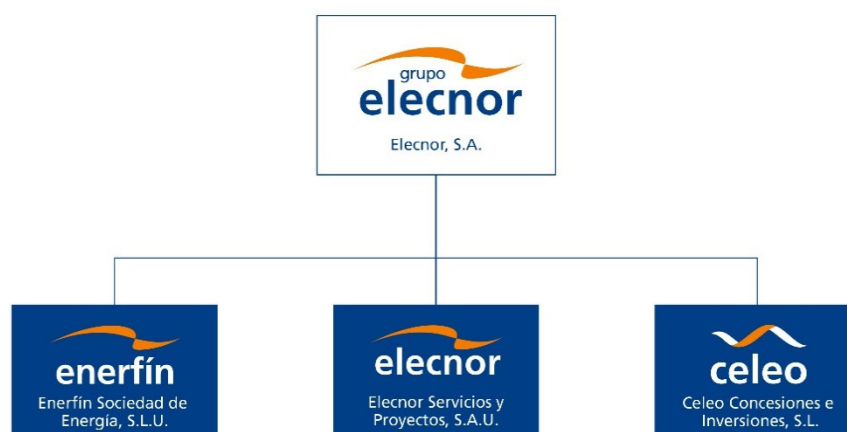 grupo
elecnor
Elecnor, S.A.
enerfín
Enerfín Sociedad de
Energía, S.L.U.
elecnor
Elecnor Servicios y
Proyectos, S.A.U.
celeo
Celeo Concesiones e
Inversiones, S.L.